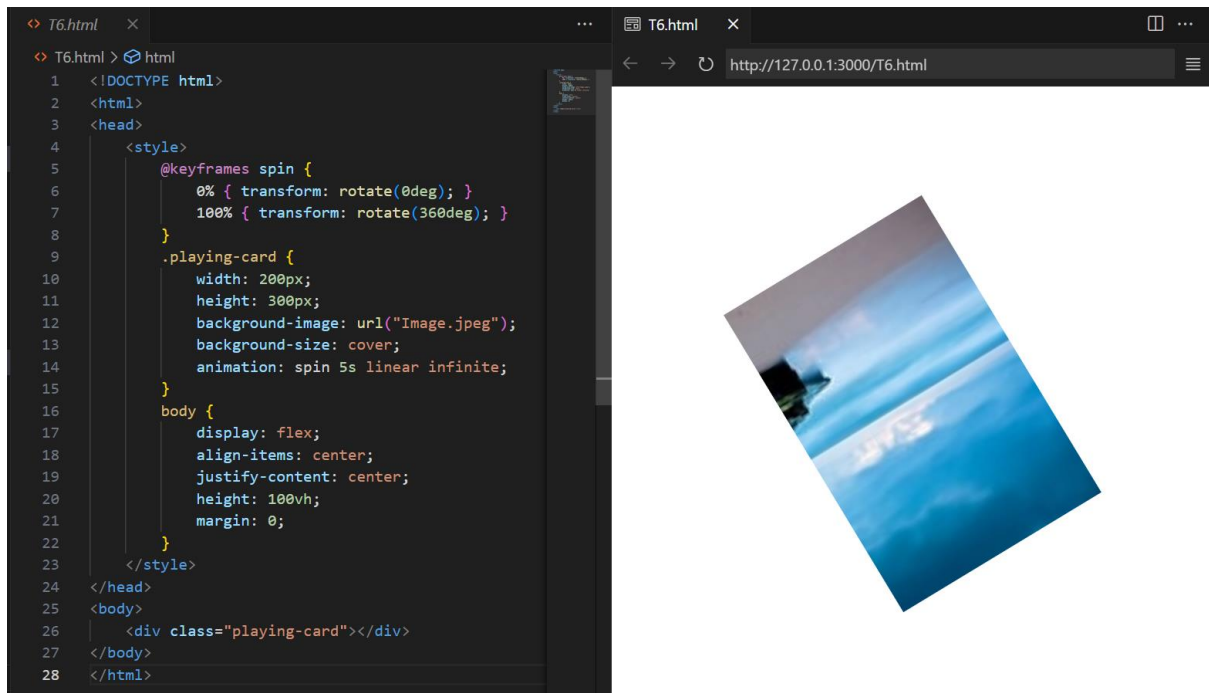 T6.html
T6.html > html
1 <!DOCTYPE html>
2 <html>
3 <head>
4 <style>
5 @keyframes spin {
6 0% { transform: rotate(0deg); }
7 100% { transform: rotate(360deg); }
8 }
9 .playing-card {
10 width: 200px;
11 height: 300px;
12 background-image: url("Image.jpeg");
13 background-size: cover;
14 animation: spin 5s linear infinite;
15 }
16 body {
17 display: flex;
18 align-items: center;
19 justify-content: center;
20 height: 100vh;
21 margin: 0;
22 }
23 </style>
24 </head>
25 <body>
26 <div class="playing-card"></div>
27 </body>
28 </html>
T6.html
http://127.0.0.1:3000/T6.html